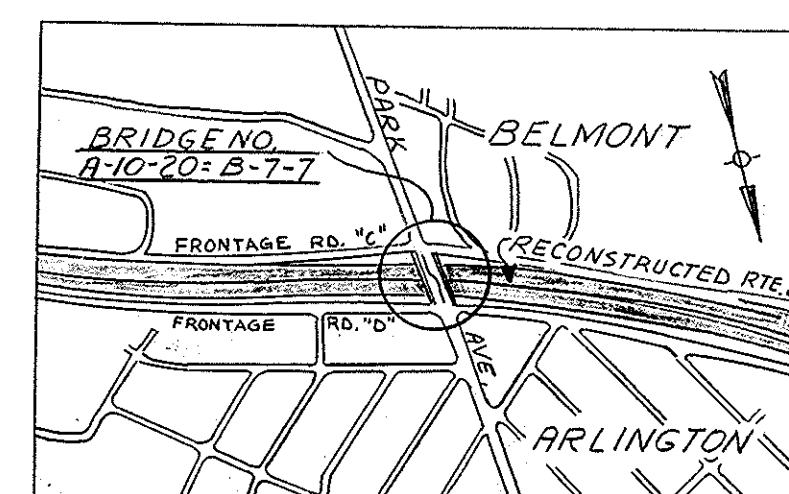 PARK
BRIDGE NO.
A-10-20=B-7-7
BELMONT
FRONTAGE RD. "C"
RECONSTRUCTED RTE.
FRONTAGE RD. "D"
AVE.
ARLINGTON